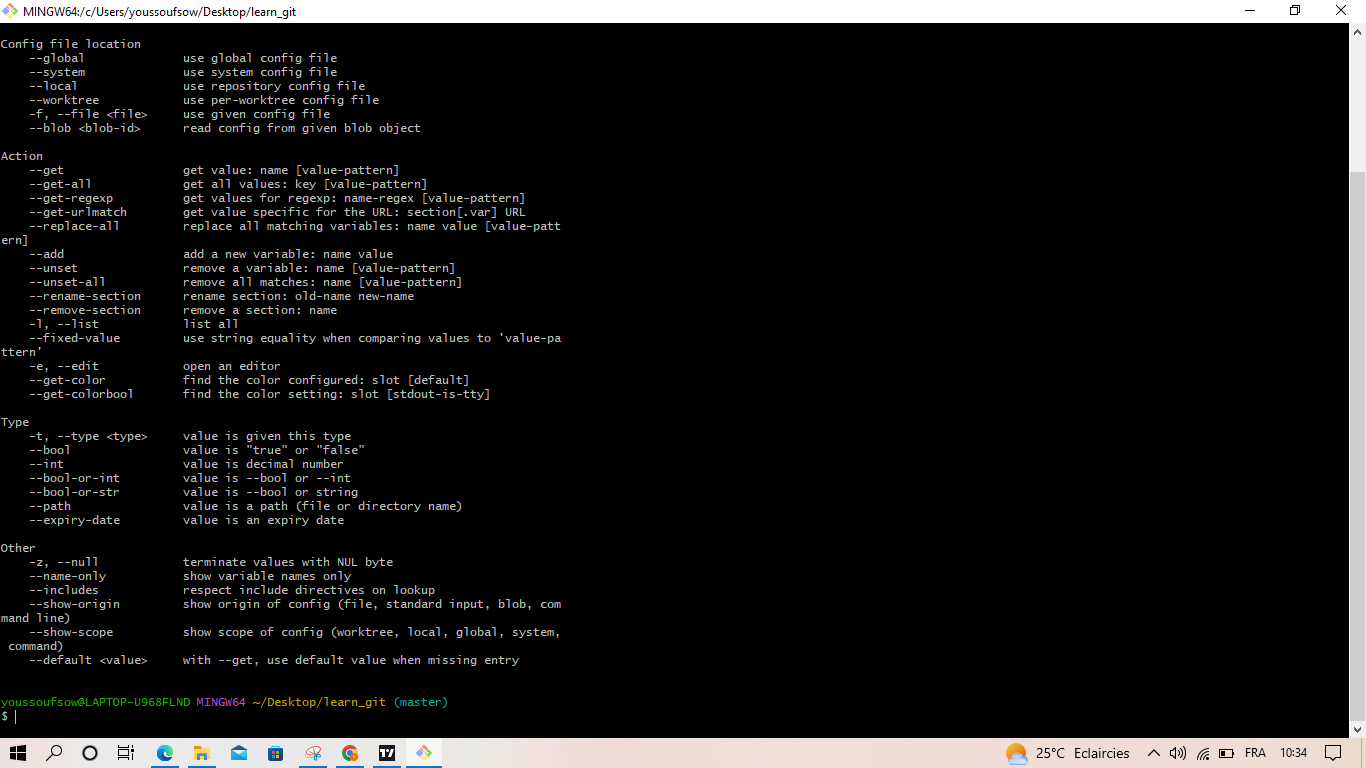 MINGW64:/c/Users/youssoufsow/Desktop/learn_git
Config file location
    --global              use global config file
    --system              use system config file
    --local               use repository config file
    --worktree            use per-worktree config file
    -f, --file <file>     use given config file
    --blob <blob-id>      read config from given blob object
Action
    --get                 get value: name [value-pattern]
    --get-all             get all values: key [value-pattern]
    --get-regexp          get values for regexp: name-regex [value-pattern]
    --get-urlmatch        get value specific for the URL: section[.var] URL
    --replace-all         replace all matching variables: name value [value-patt
ern]
    --add                 add a new variable: name value
    --unset               remove a variable: name [value-pattern]
    --unset-all           remove all matches: name [value-pattern]
    --rename-section      rename section: old-name new-name
    --remove-section      remove a section: name
    -l, --list            list all
    --fixed-value         use string equality when comparing values to 'value-pa
ttern'
    -e, --edit            open an editor
    --get-color           find the color configured: slot [default]
    --get-colorbool       find the color setting: slot [stdout-is-tty]
Type
    -t, --type <type>     value is given this type
    --bool                value is "true" or "false"
    --int                 value is decimal number
    --bool-or-int         value is --bool or --int
    --bool-or-str         value is --bool or string
    --path                value is a path (file or directory name)
    --expiry-date         value is an expiry date
Other
    -z, --null            terminate values with NUL byte
    --name-only           show variable names only
    --includes            respect include directives on lookup
    --show-origin         show origin of config (file, standard input, blob, com
mand line)
    --show-scope          show scope of config (worktree, local, global, system,
 command)
    --default <value>     with --get, use default value when missing entry
youssoufsow@LAPTOP-U968FLND MINGW64 ~/Desktop/learn_git (master)
$
25°C Eclaircies FRA 10:34